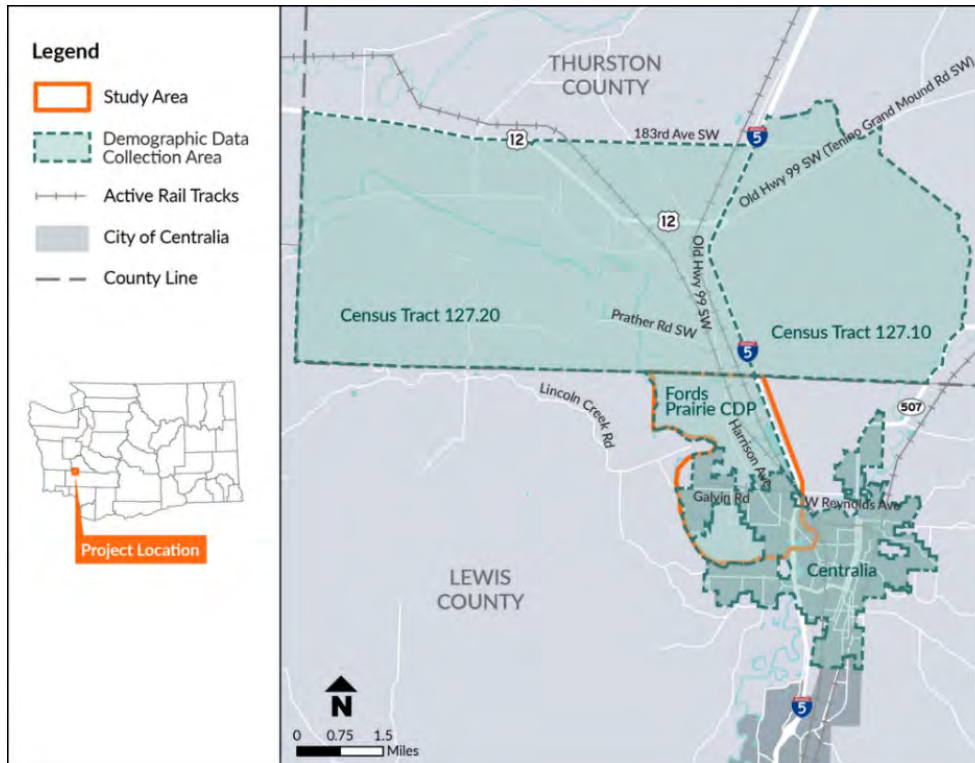 Legend
Study Area
Demographic Data
Collection Area
Active Rail Tracks
City of Centralia
County Line
Project Location
THURSTON
COUNTY
12
183rd Ave SW
5
Old Hwy 99 SW (Tenino Grand Mound Rd SW)
12
Old Hwy 99 SW
Census Tract 127.20
Prather Rd SW
Census Tract 127.10
5
Lincoln Creek Rd
Fords
Prairie CDP
507
Harrison Ave
Galvin Rd
W Reynolds Ave
Centralia
LEWIS
COUNTY
N
5
0 0.75 1.5
Miles